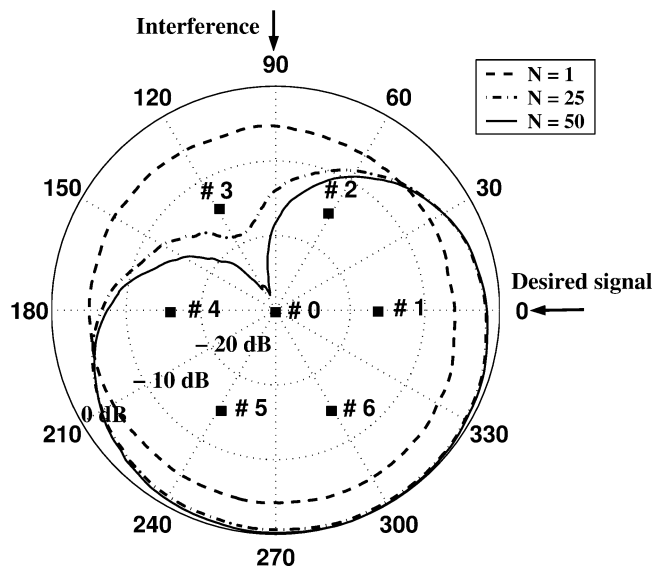 Interference
90
120
60
N = 1
N = 25
N = 50
150
30
# 3
# 2
Desired signal
180
# 4
# 0
# 1
0
– 20 dB
– 10 dB
0 dB
# 5
# 6
210
330
240
300
270